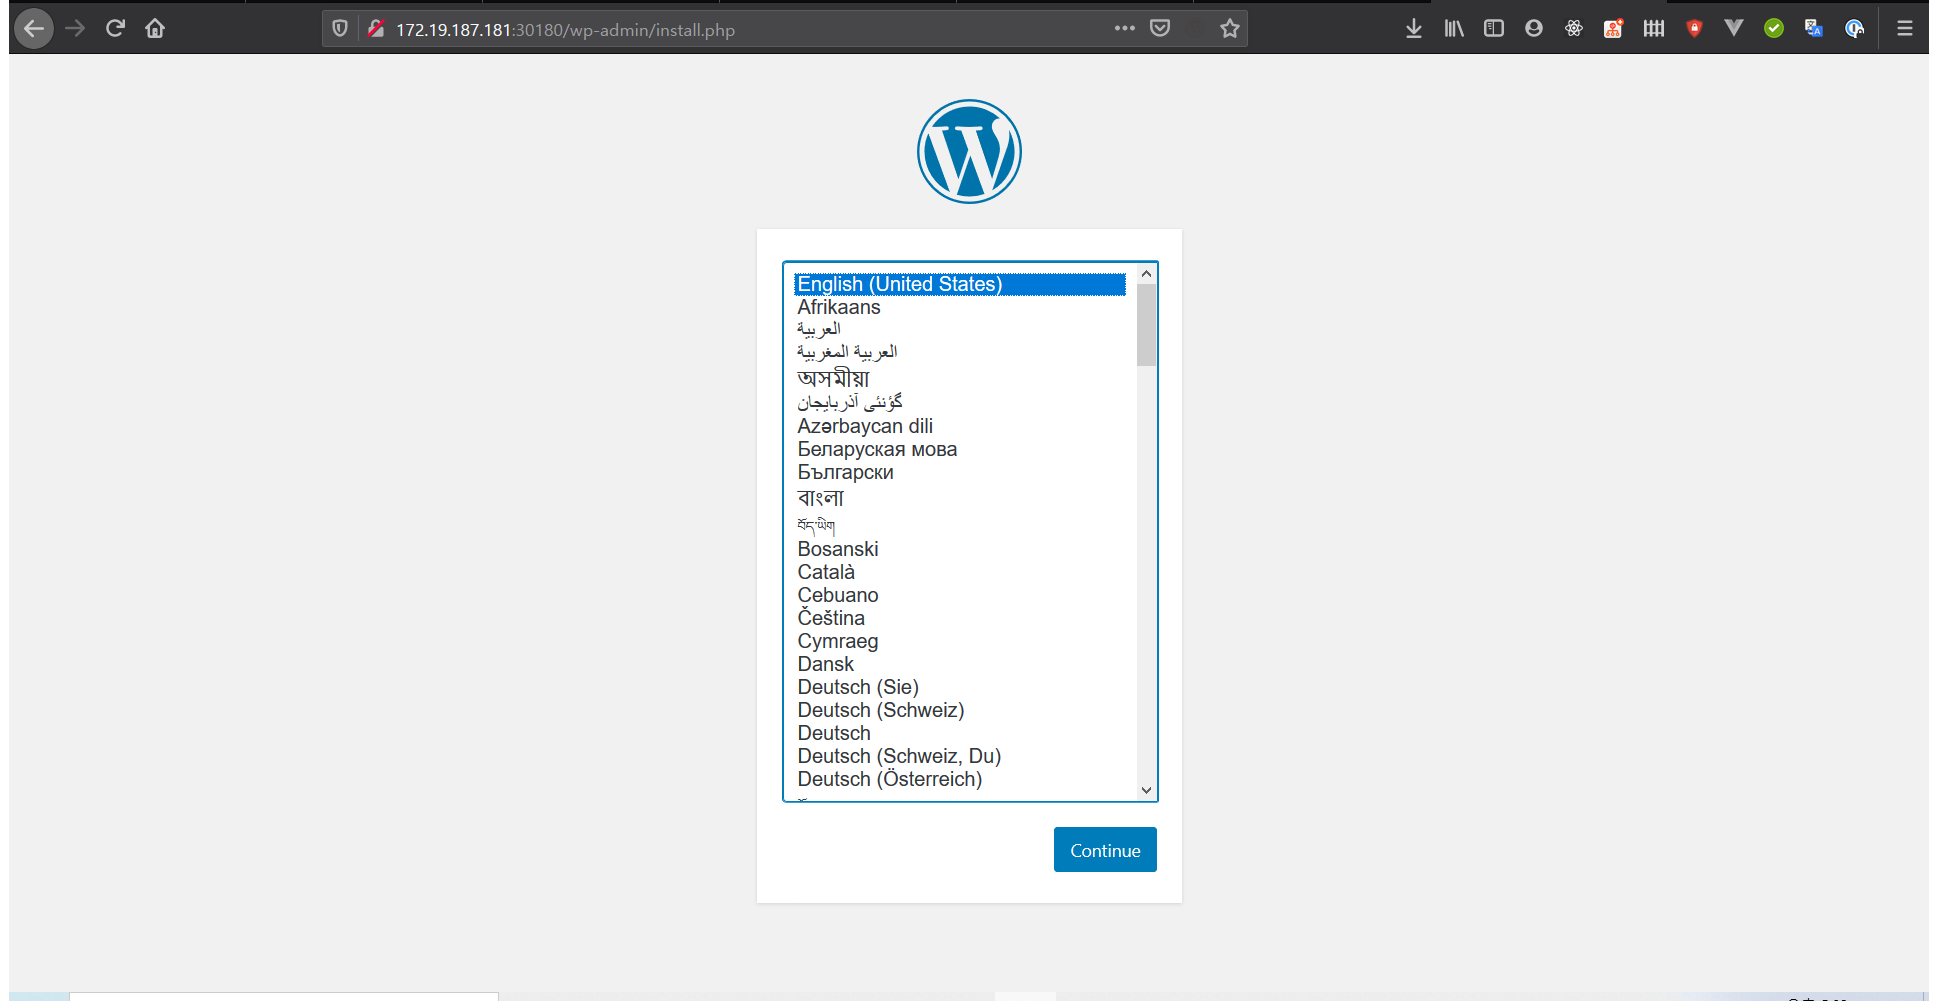 172.19.187.181:30180/wp-admin/install.php
English (United States)
Afrikaans
العربية
العربية المغربية
অসমীয়া
گؤنئی آذربایجان
Azərbaycan dili
Беларуская мова
Български
বাংলা
བོད་ཡིག
Bosanski
Català
Cebuano
Čeština
Cymraeg
Dansk
Deutsch (Sie)
Deutsch (Schweiz)
Deutsch
Deutsch (Schweiz, Du)
Deutsch (Österreich)
Continue